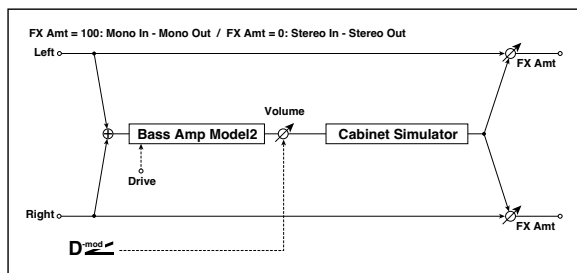 FX Amt = 100: Mono In - Mono Out / FX Amt = 0: Stereo In - Stereo Out
Left
FX Amt
Volume
Bass Amp Model2
Cabinet Simulator
Drive
Right
FX Amt
D-mod